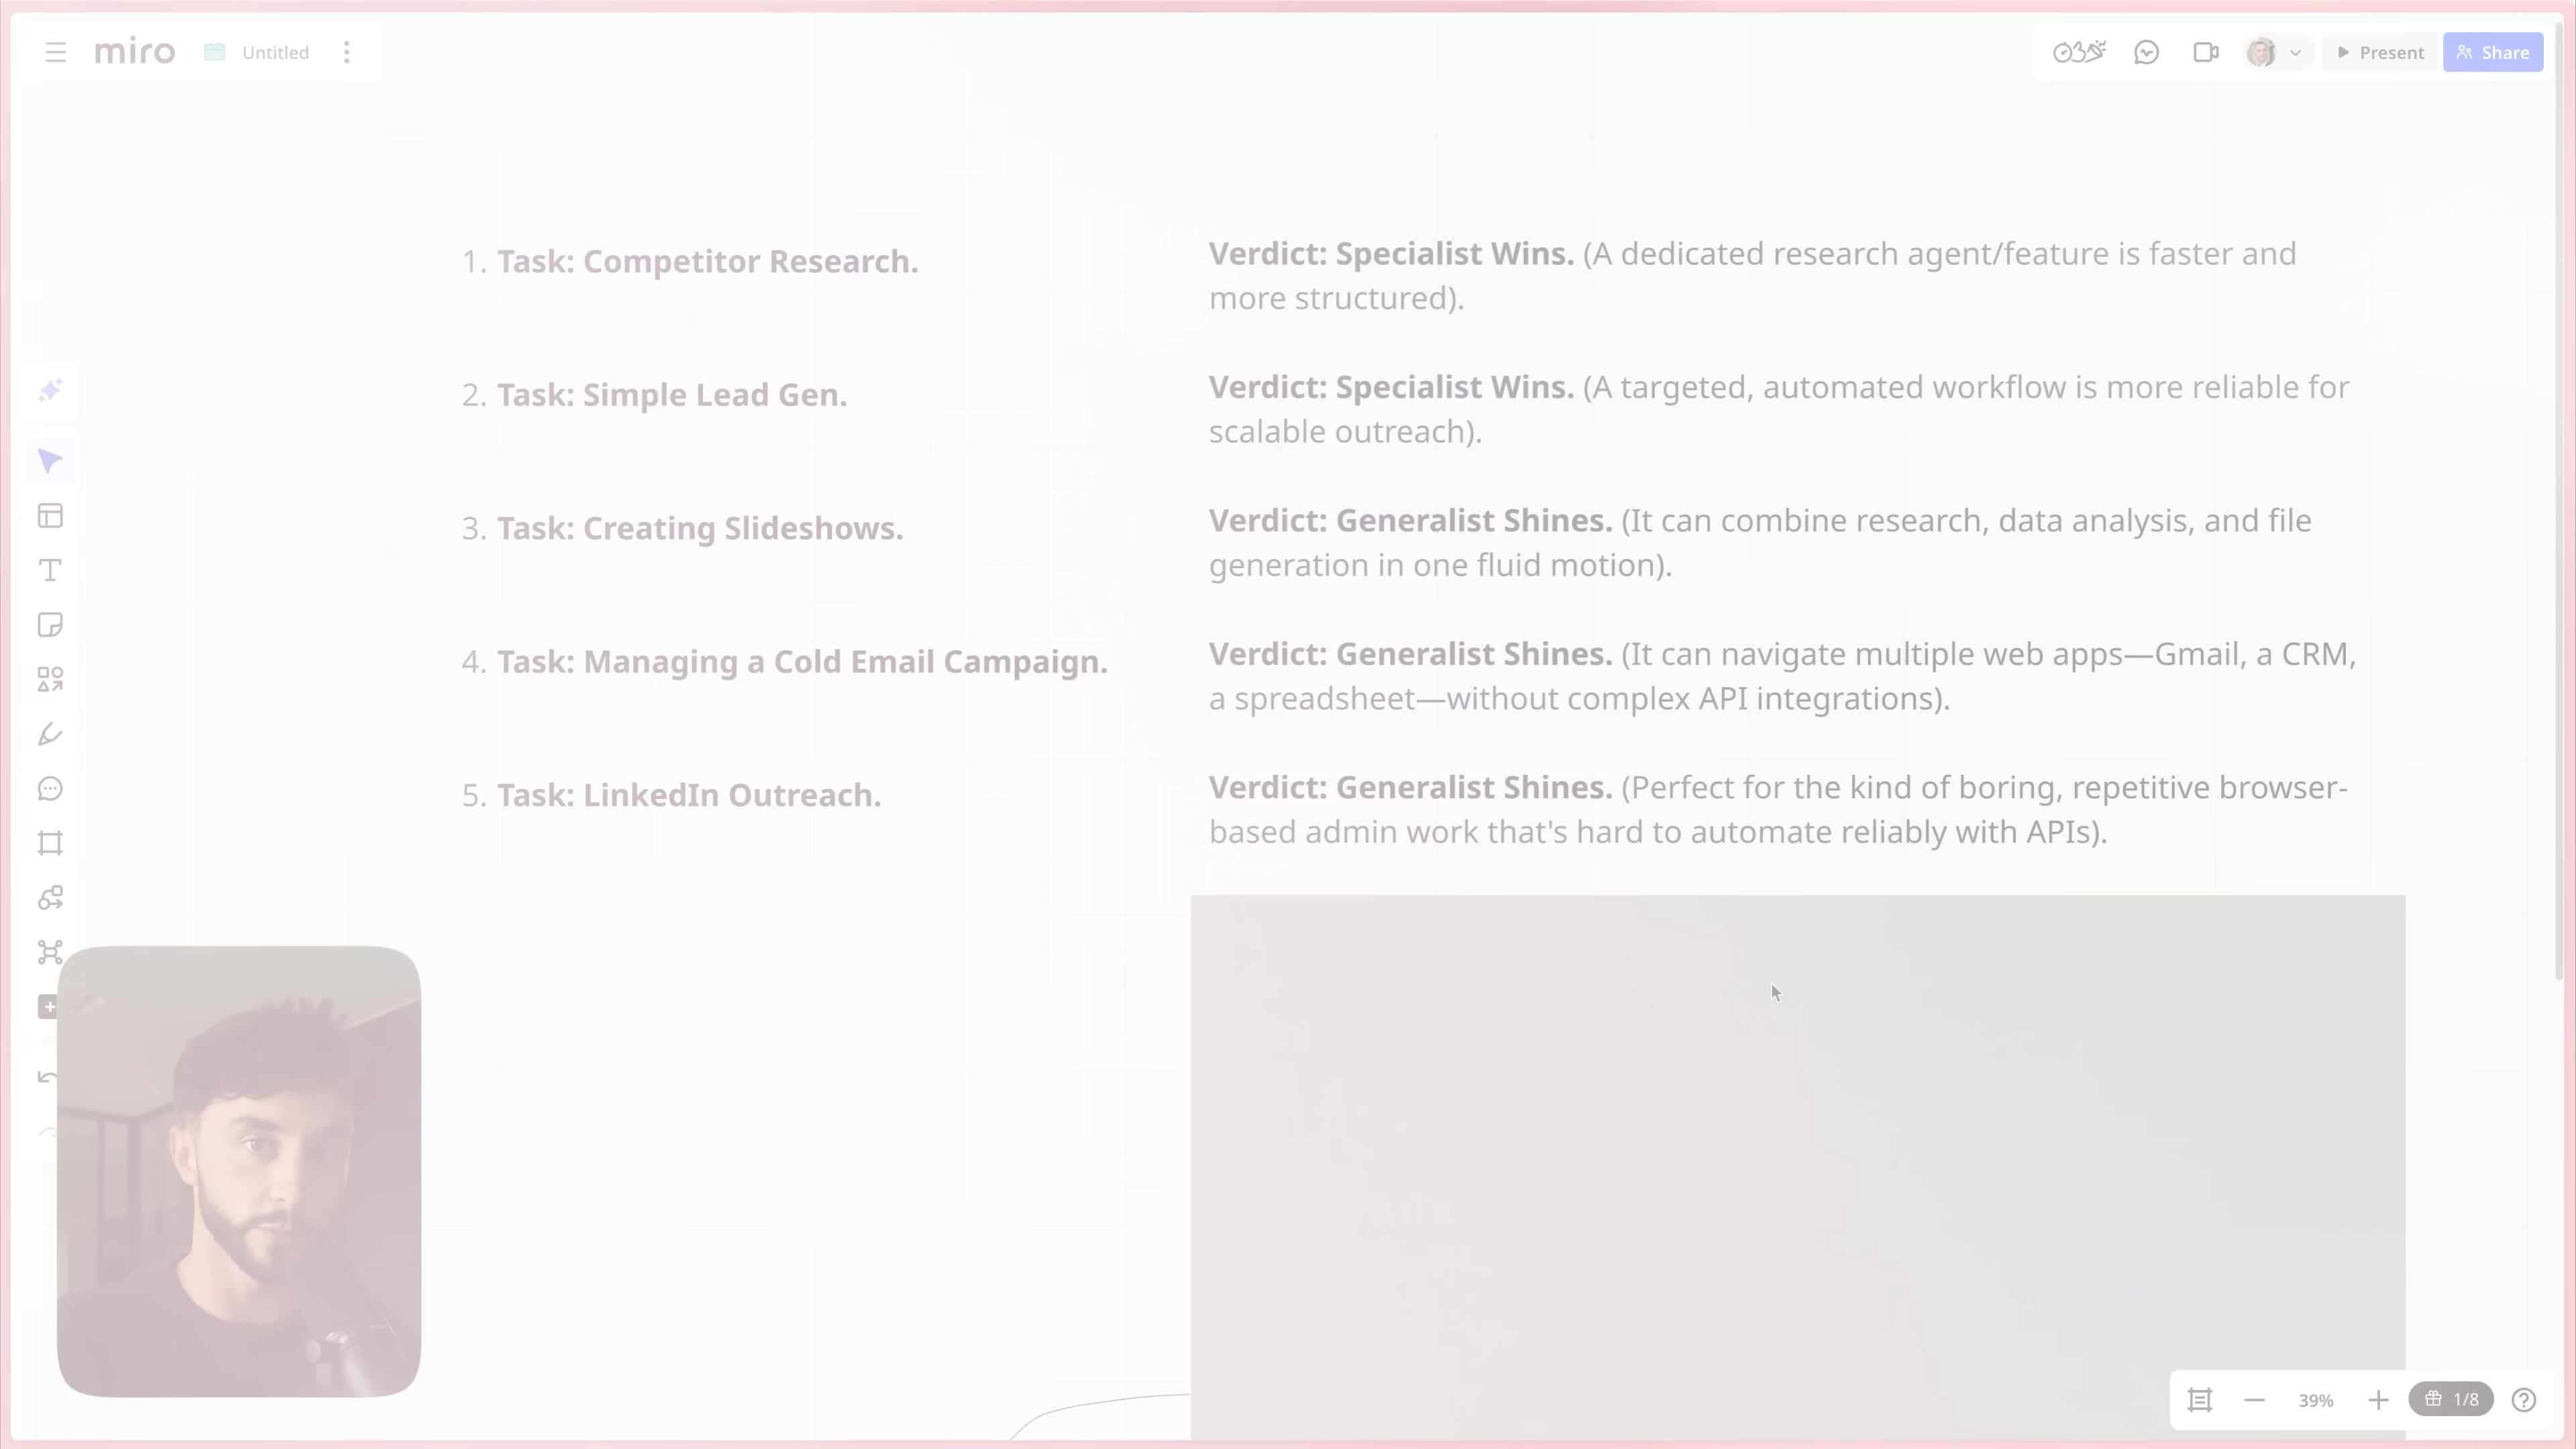 miro
Untitled
Present
Share
1. Task: Competitor Research.
Verdict: Specialist Wins. (A dedicated research agent/feature is faster and
more structured).
2. Task: Simple Lead Gen.
Verdict: Specialist Wins. (A targeted, automated workflow is more reliable for
scalable outreach).
3. Task: Creating Slideshows.
Verdict: Generalist Shines. (It can combine research, data analysis, and file
generation in one fluid motion).
4. Task: Managing a Cold Email Campaign.
Verdict: Generalist Shines. (It can navigate multiple web apps—Gmail, a CRM,
a spreadsheet—without complex API integrations).
5. Task: LinkedIn Outreach.
Verdict: Generalist Shines. (Perfect for the kind of boring, repetitive browser-
based admin work that's hard to automate reliably with APIs).
39%
1/8